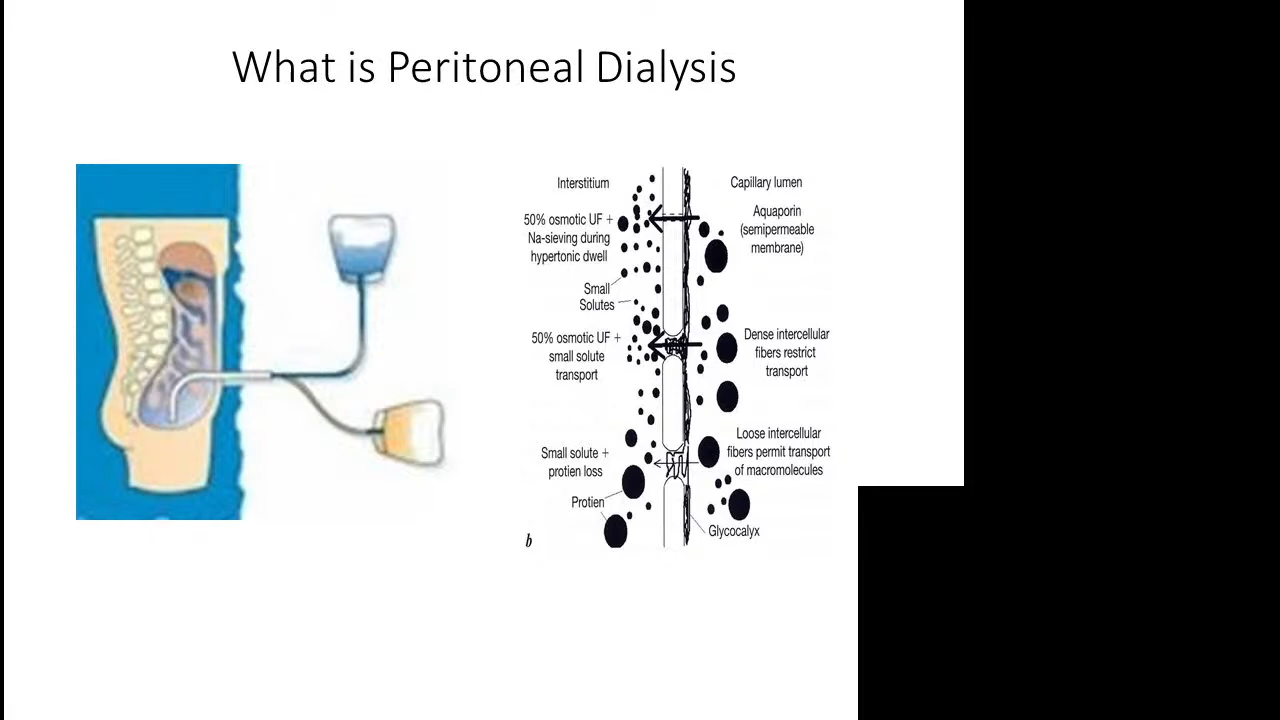 What is Peritoneal Dialysis
Interstitium
50% osmotic UF +
Na-sieving during
hypertonic dwell
Small
Solutes
50% osmotic UF +
small solute
transport
Small solute +
protien loss
Protien
b
Capillary lumen
Aquaporin
(semipermeable
membrane)
Dense intercellular
fibers restrict
transport
Loose intercellular
fibers permit transport
of macromolecules
Glycocalyx